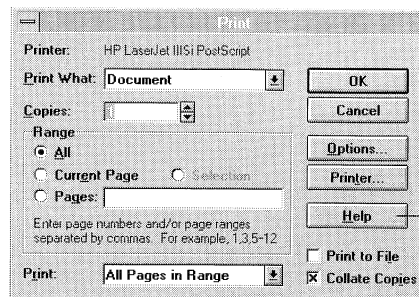 Print
Printer: HP LaserJet IIISi PostScript
Print What: Document
OK
Copies:
Cancel
Range
All
Options...
Current Page Selection
Printer...
Pages:
Help
Enter page numbers and/or page ranges
separated by commas. For example, 1,3,5-12
Print to File
Print: All Pages in Range
Collate Copies